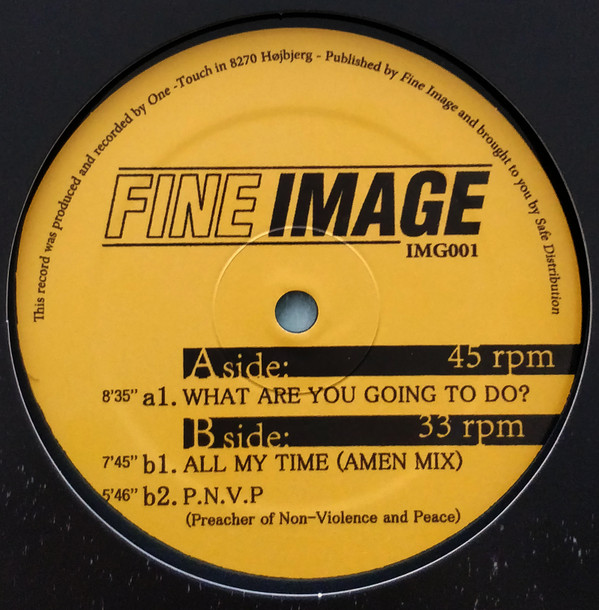 This record was produced and recorded by One -Touch in 8270 Højbjerg - Published by Fine Image and brought to you by Safe Distribution
FINE IMAGE
IMG001
A side: 45 rpm
8'35" a1. WHAT ARE YOU GOING TO DO?
B side: 33 rpm
7'45" b1. ALL MY TIME (AMEN MIX)
5'46" b2. P.N.V.P
(Preacher of Non-Violence and Peace)